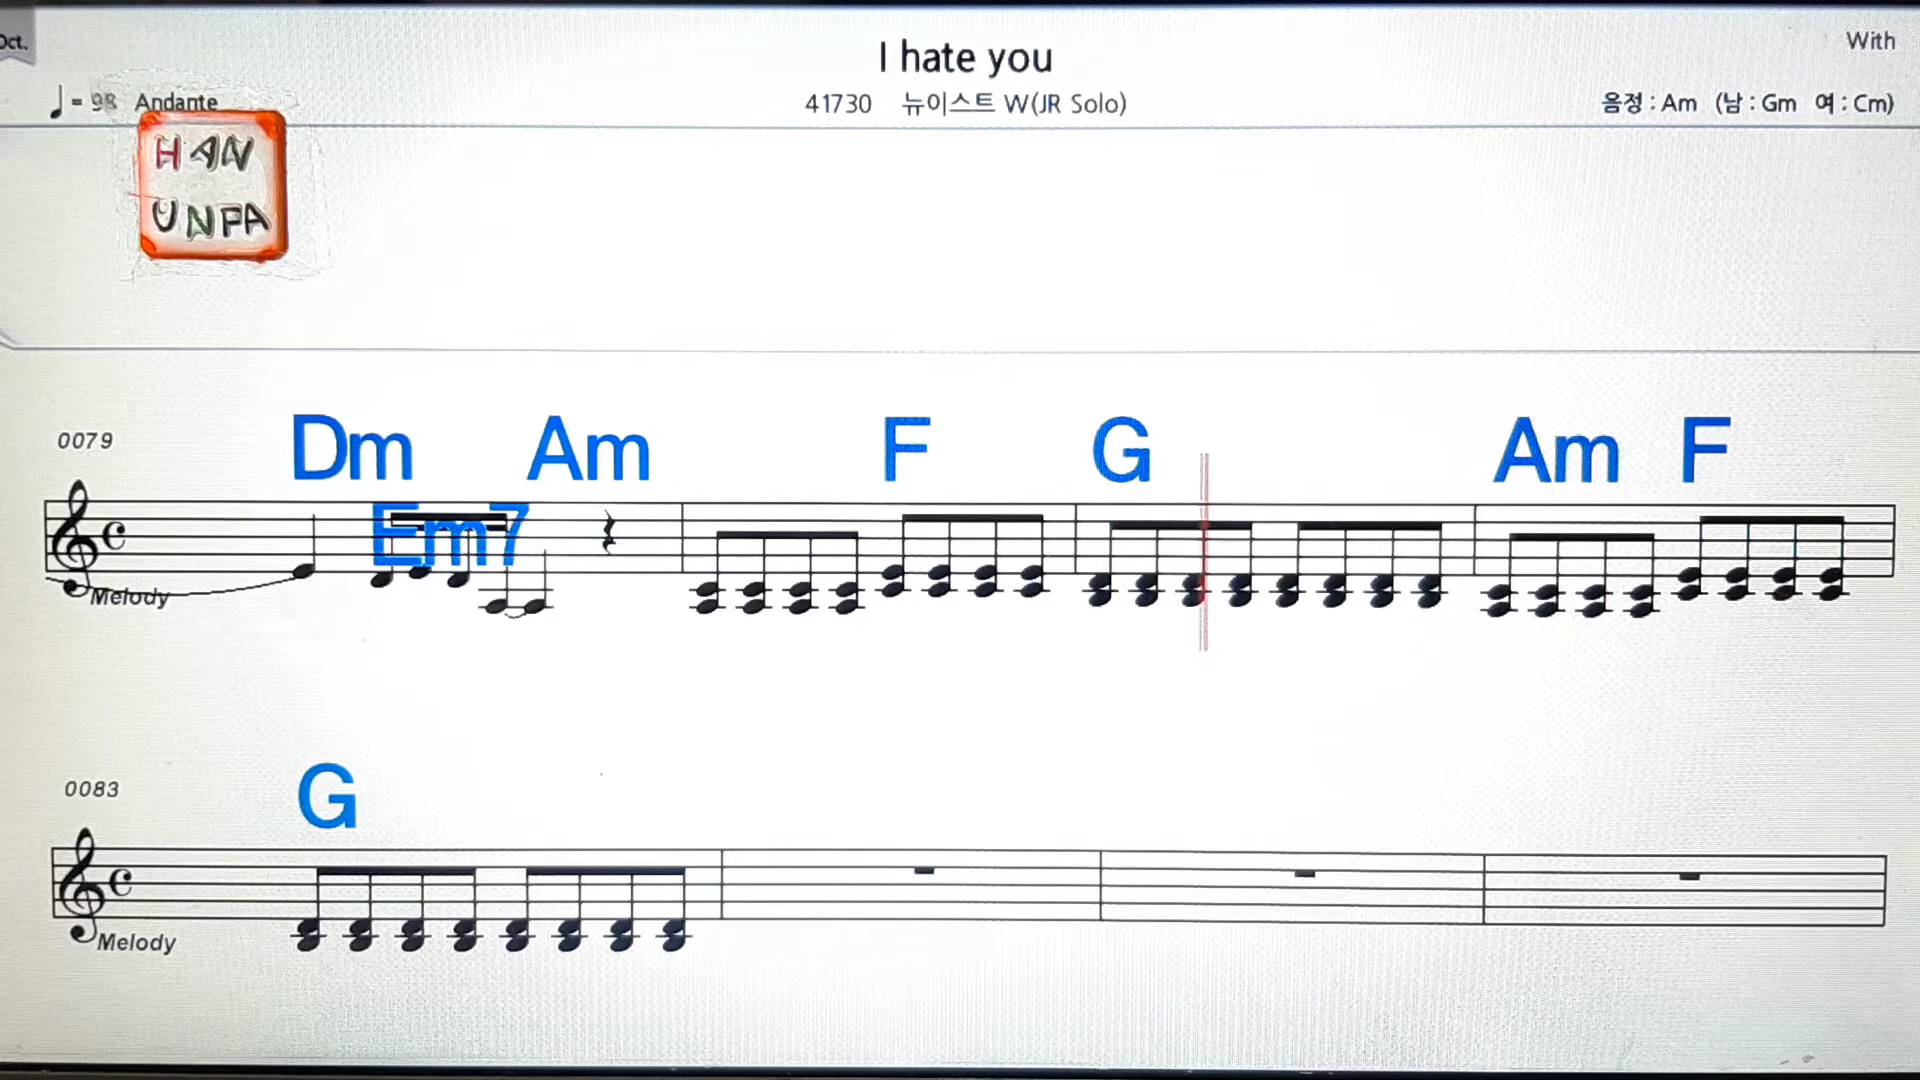 Oct.
With
I hate you
= 98 Andante
41730 뉴이스트 W(JR Solo)
음정 : Am (남 : Gm 여 : Cm)
HAN
UNFA
0079
Dm Am F G Am F
Em7
Melody
0083
G
Melody